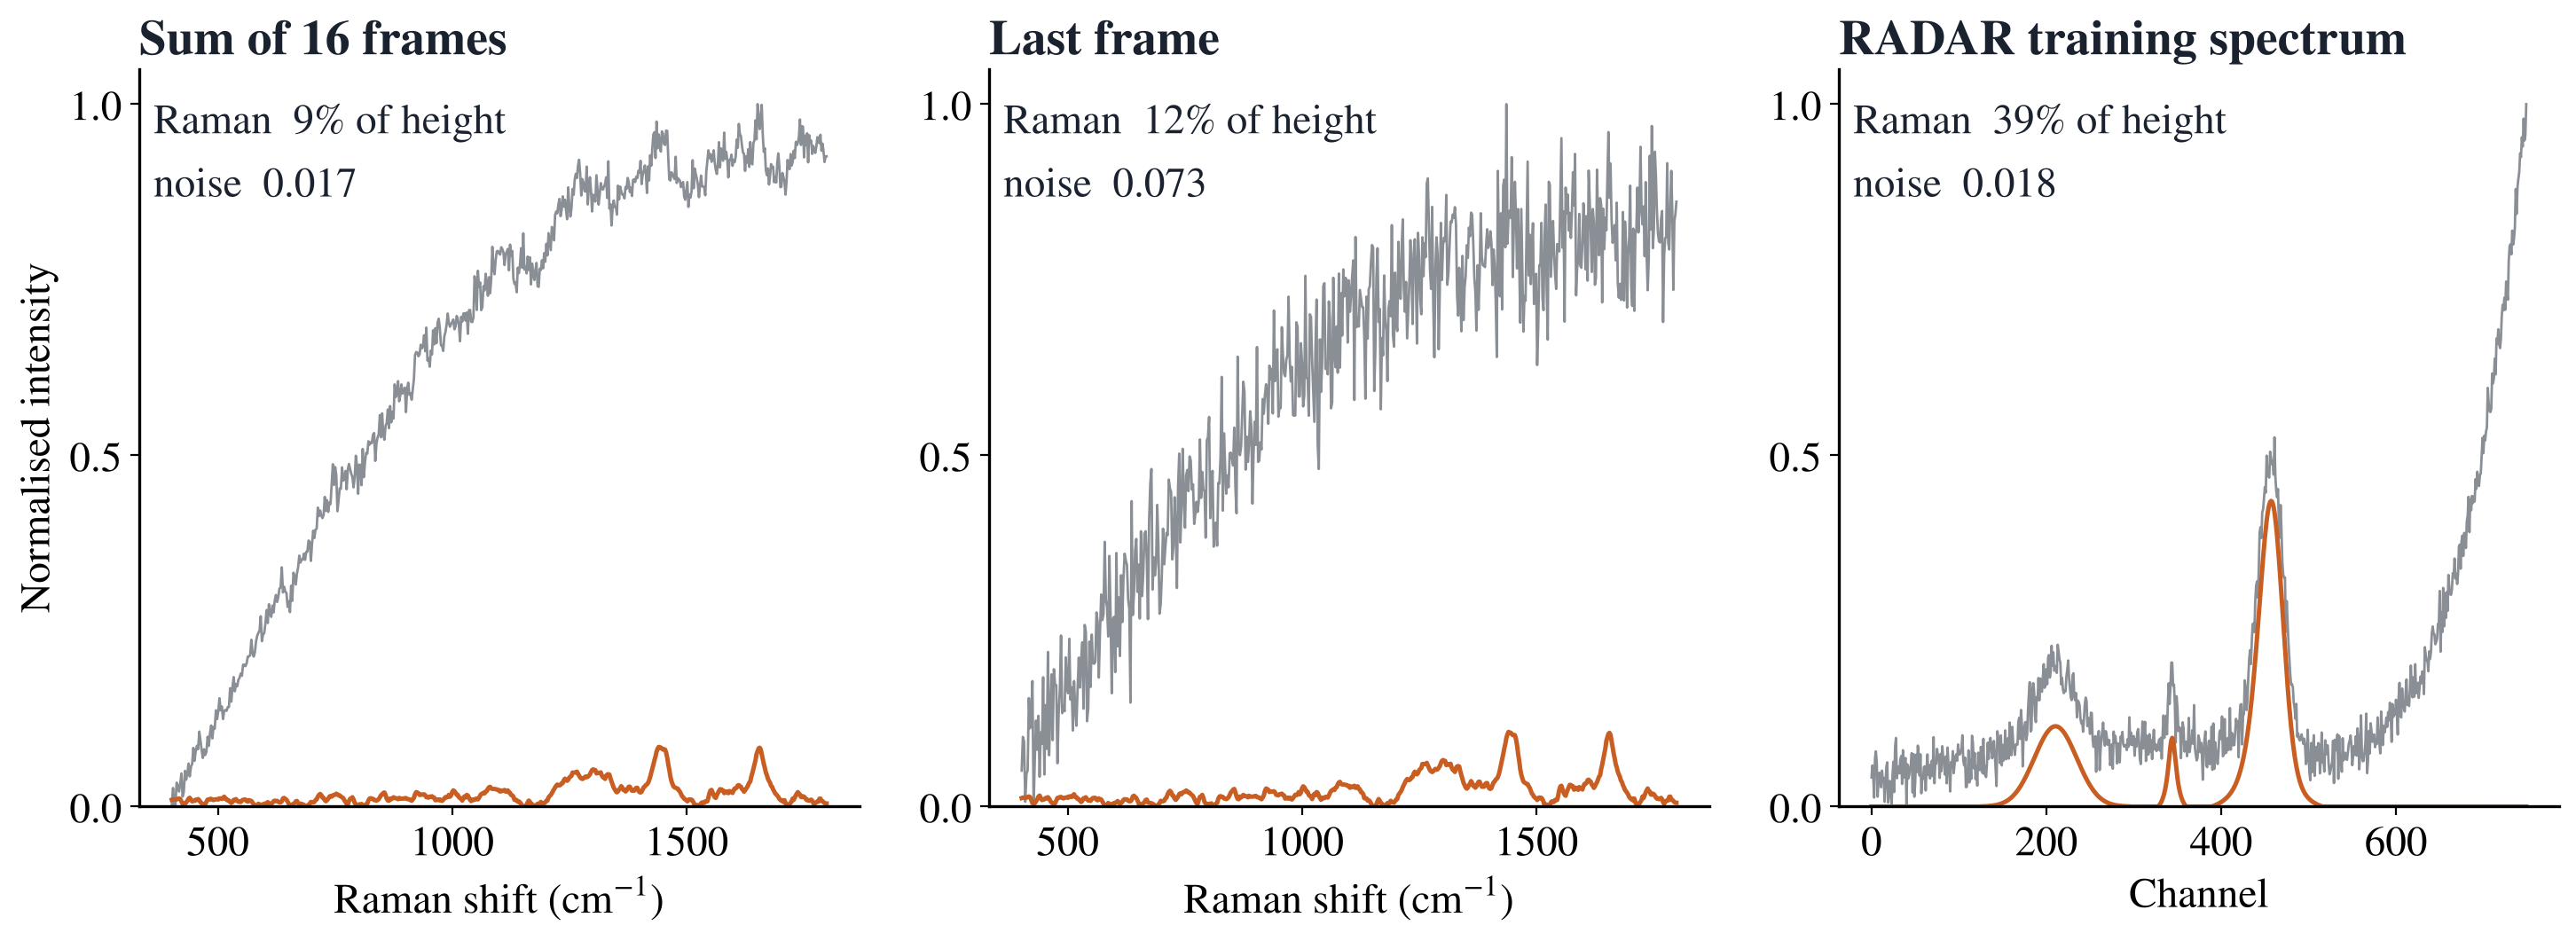 Sum of 16 frames
Raman 9% of height
noise 0.017
Normalised intensity
1.0
0.5
0.0
500 1000 1500
Raman shift (cm⁻¹)
Last frame
Raman 12% of height
noise 0.073
1.0
0.5
0.0
500 1000 1500
Raman shift (cm⁻¹)
RADAR training spectrum
Raman 39% of height
noise 0.018
1.0
0.5
0.0
0 200 400 600
Channel